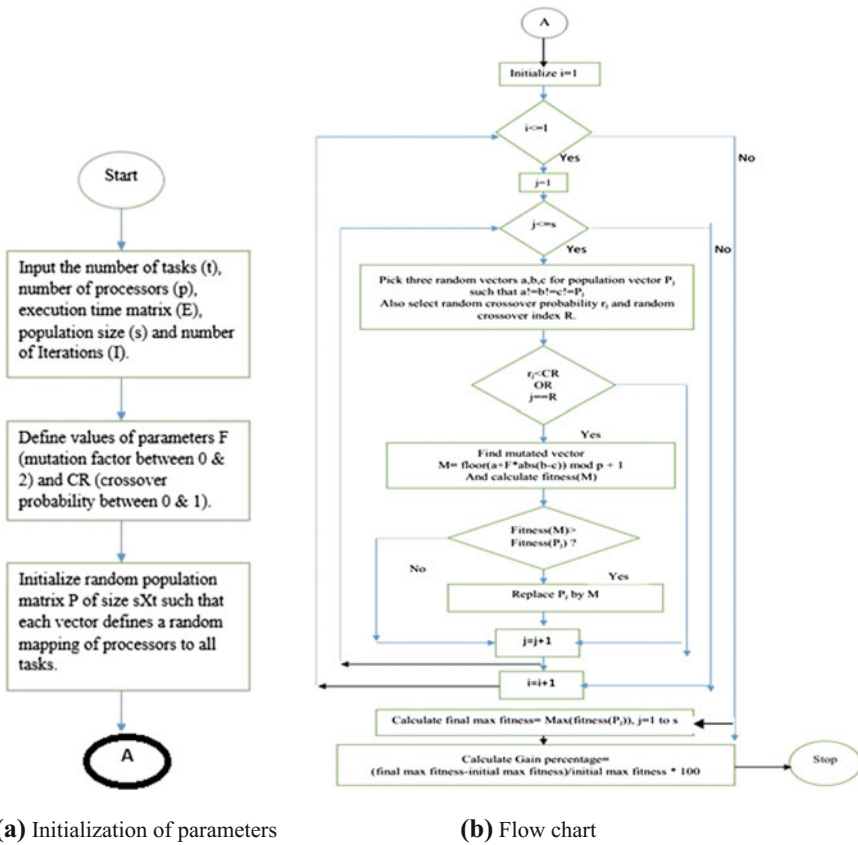 Start
Input the number of tasks (t),
number of processors (p),
execution time matrix (E),
population size (s) and number
of Iterations (I).
Define values of parameters F
(mutation factor between 0 &
2) and CR (crossover
probability between 0 & 1).
Initialize random population
matrix P of size sXt such that
each vector defines a random
mapping of processors to all
tasks.
A
(a) Initialization of parameters
A
Initialize i=1
i<=I
Yes
No
j=1
j<=s
Yes
No
Pick three random vectors a,b,c for population vector Pj
such that a!=b!=c!=Pj
Also select random crossover probability rj and random
crossover index R.
rj<CR
OR
j==R
Yes
Find mutated vector
M= floor(a+F*abs(b-c)) mod p + 1
And calculate fitness(M)
Fitness(M)>
Fitness(Pj) ?
No
Yes
Replace Pj by M
j=j+1
i=i+1
Calculate final max fitness= Max(fitness(Pj)), j=1 to s
Calculate Gain percentage=
(final max fitness-initial max fitness)/initial max fitness * 100
Stop
(b) Flow chart